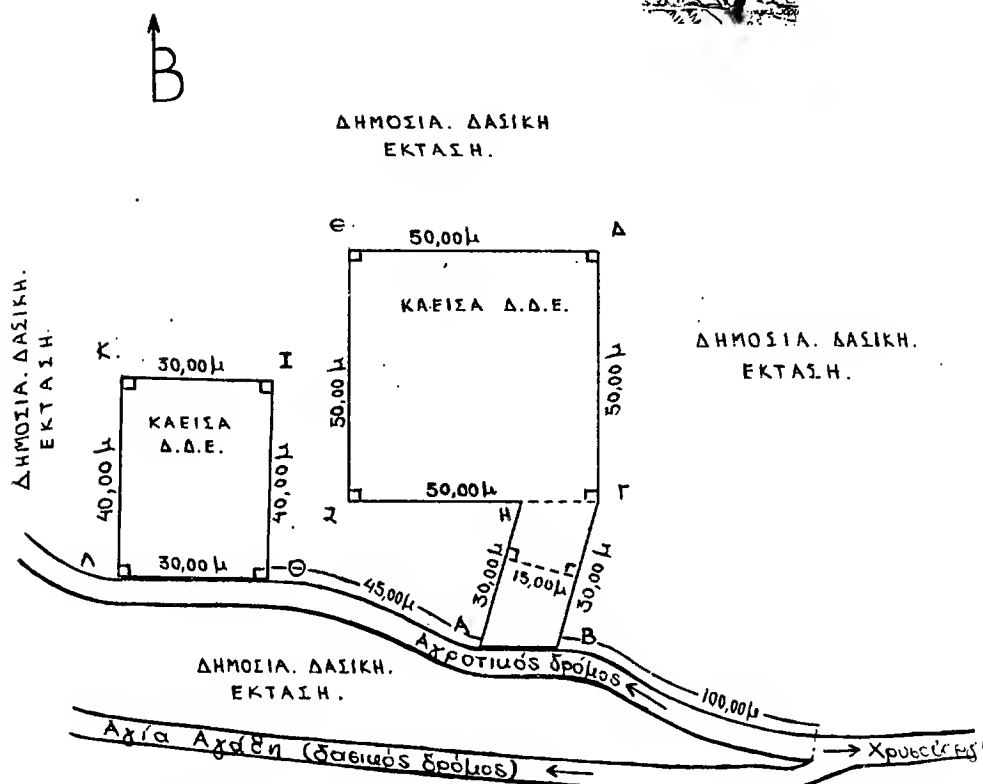 Β
ΔΗΜΟΣΙΑ. ΔΑΣΙΚΗ
ΕΚΤΑΣΗ.
Ε
50,00μ
Δ
ΔΗΜΟΣΙΑ. ΔΑΣΙΚΗ.
ΕΚΤΑΣΗ.
ΚΑΕΙΣΑ Δ.Δ.Ε.
50,00μ
50,00μ
ΔΗΜΟΣΙΑ. ΔΑΣΙΚΗ.
ΕΚΤΑΣΗ.
Κ.
30,00μ
Ι
ΚΑΕΙΣΑ
Δ.Δ.Ε.
40,00μ
40,00μ
Ζ
50,00μ
Η
Γ
Λ
30,00μ
Θ
45,00μ
30,00μ
15,00μ
30,00μ
Α
Β
Αγροτικός δρόμος
100,00μ
ΔΗΜΟΣΙΑ. ΔΑΣΙΚΗ.
ΕΚΤΑΣΗ.
Αγία Αγάθη (δασικός δρόμος)